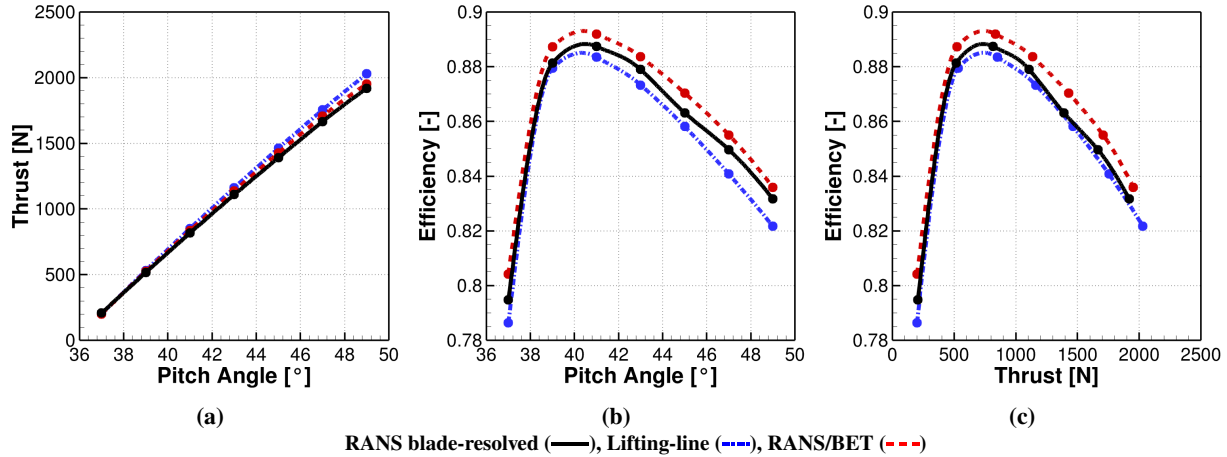 2500
2000
1500
1000
500
0
Thrust [N]
36 38 40 42 44 46 48 50
Pitch Angle [°]
(a)
0.9
0.88
0.86
0.84
0.82
0.8
0.78
Efficiency [-]
36 38 40 42 44 46 48 50
Pitch Angle [°]
(b)
0.9
0.88
0.86
0.84
0.82
0.8
0.78
Efficiency [-]
0 500 1000 1500 2000 2500
Thrust [N]
(c)
RANS blade-resolved (), Lifting-line (), RANS/BET ()